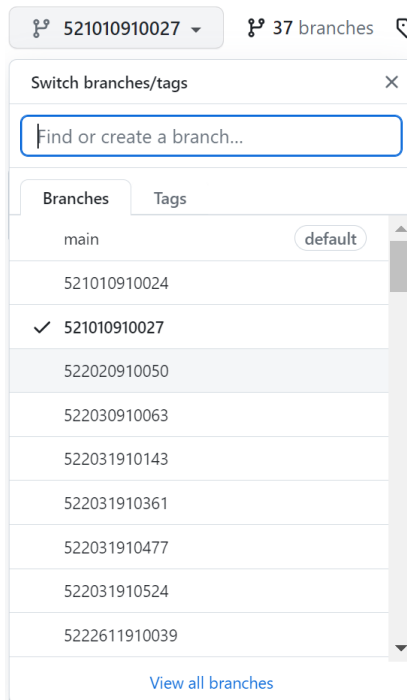 521010910027 37 branches
Switch branches/tags
Find or create a branch...
Branches Tags
main default
521010910024
521010910027
522020910050
522030910063
522031910143
522031910361
522031910477
522031910524
5222611910039
View all branches